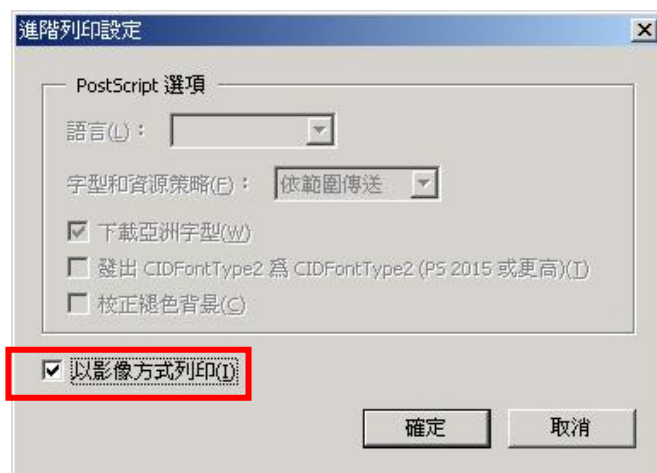 進階列印設定
PostScript 選項
語言(L)：
字型和資源策略(F)： 依範圍傳送
下載亞洲字型(W)
發出 CIDFontType2 爲 CIDFontType2 (PS 2015 或更高)(T)
校正褪色背景(C)
以影像方式列印(I)
確定 取消